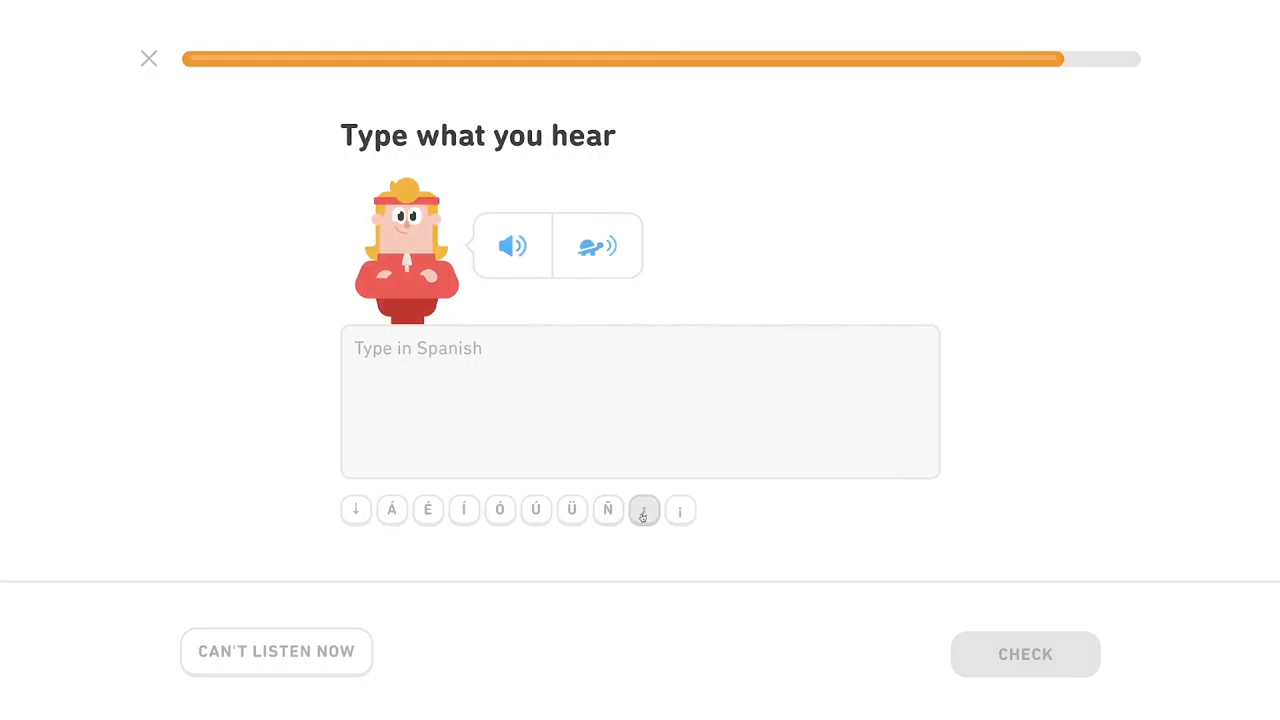 Type what you hear
Type in Spanish
↓ Á É Í Ó Ú Ü Ñ ¿ ¡
CAN'T LISTEN NOW
CHECK